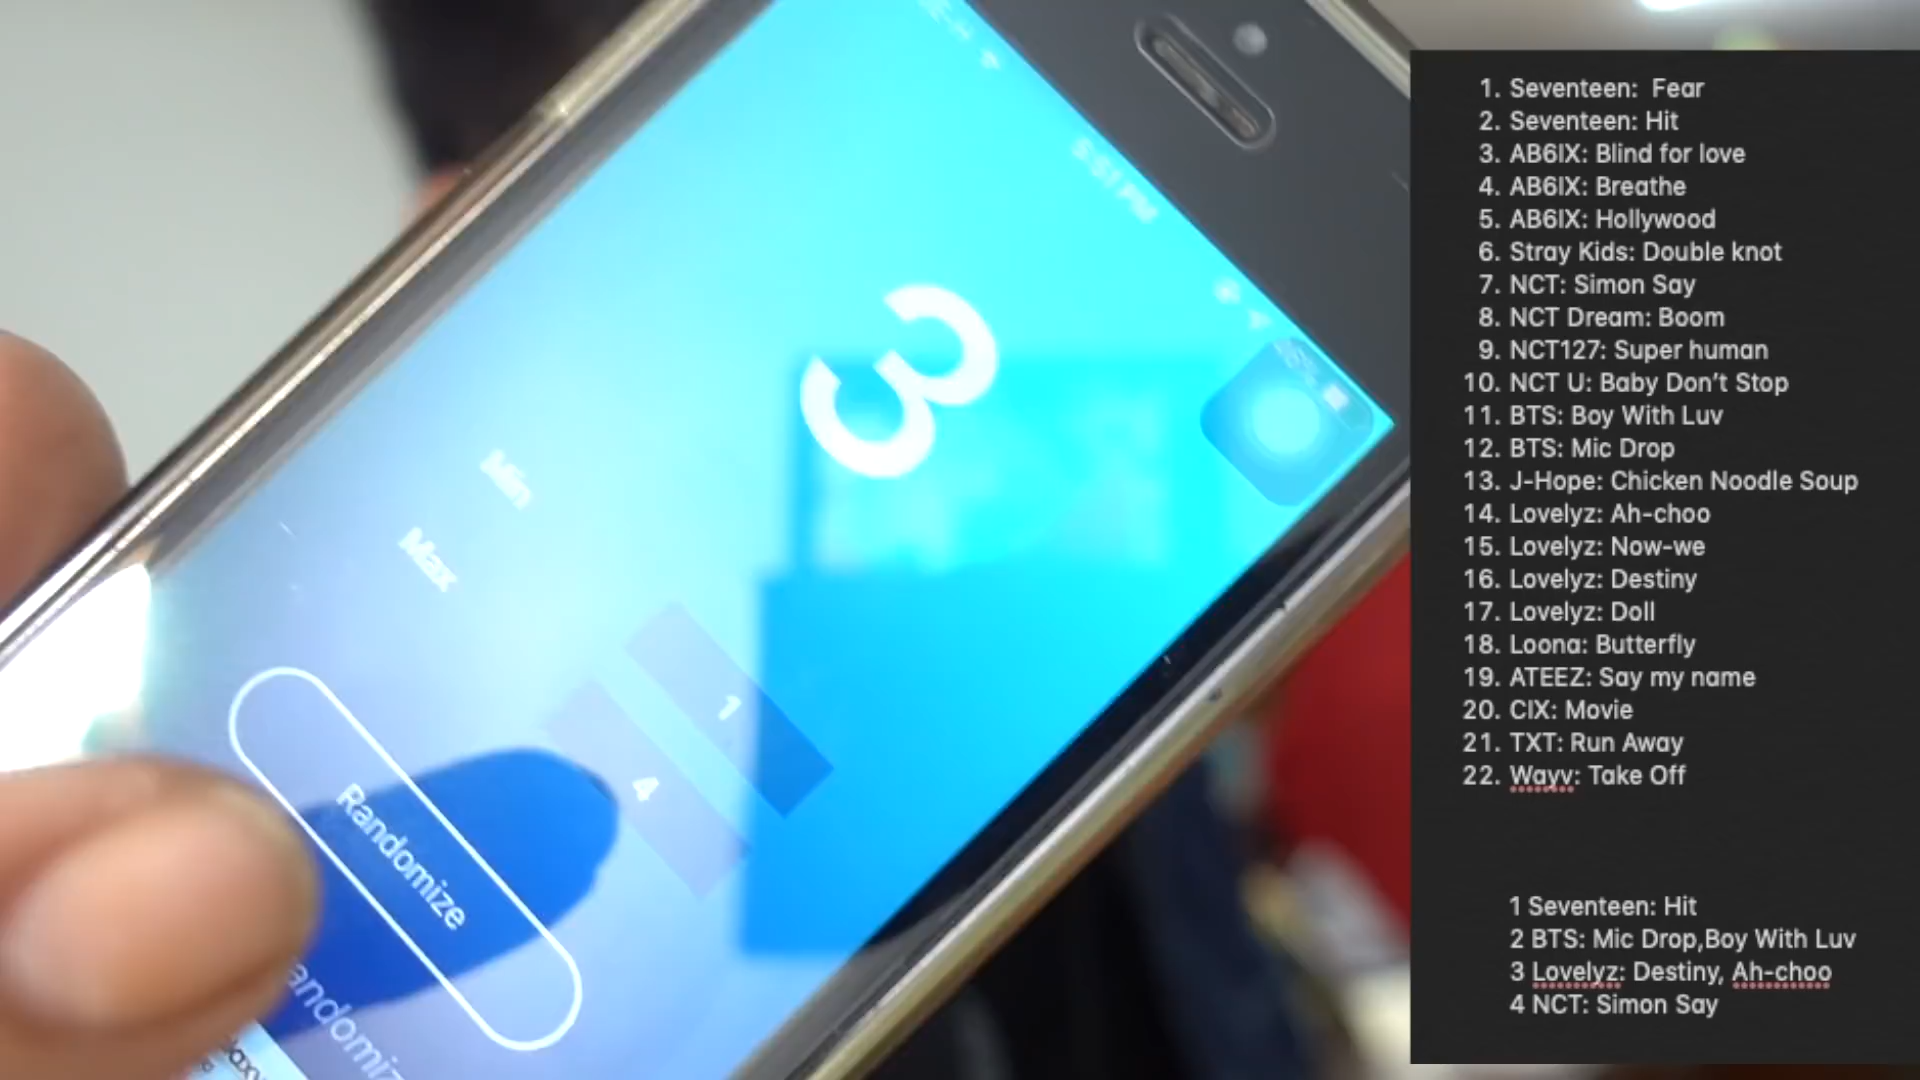 5:51 PM
3
Min
Max
1
4
Randomize
1. Seventeen:  Fear
2. Seventeen: Hit
3. AB6IX: Blind for love
4. AB6IX: Breathe
5. AB6IX: Hollywood
6. Stray Kids: Double knot
7. NCT: Simon Say
8. NCT Dream: Boom
9. NCT127: Super human
10. NCT U: Baby Don’t Stop
11. BTS: Boy With Luv
12. BTS: Mic Drop
13. J-Hope: Chicken Noodle Soup
14. Lovelyz: Ah-choo
15. Lovelyz: Now-we
16. Lovelyz: Destiny
17. Lovelyz: Doll
18. Loona: Butterfly
19. ATEEZ: Say my name
20. CIX: Movie
21. TXT: Run Away
22. Wayv: Take Off
1 Seventeen: Hit
2 BTS: Mic Drop,Boy With Luv
3 Lovelyz: Destiny, Ah-choo
4 NCT: Simon Say